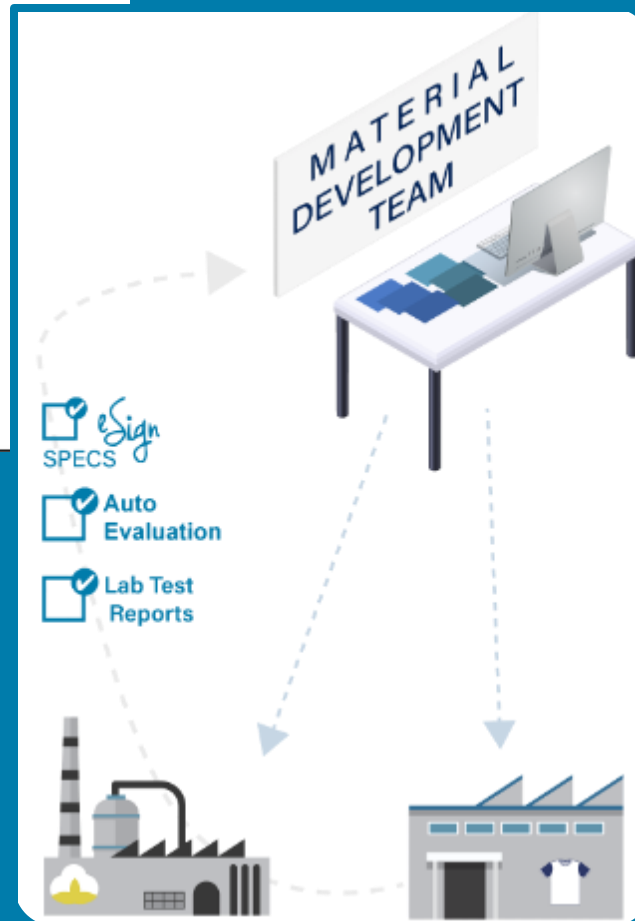 MATERIAL
DEVELOPMENT
TEAM
eSign
SPECS
Auto
Evaluation
Lab Test
Reports